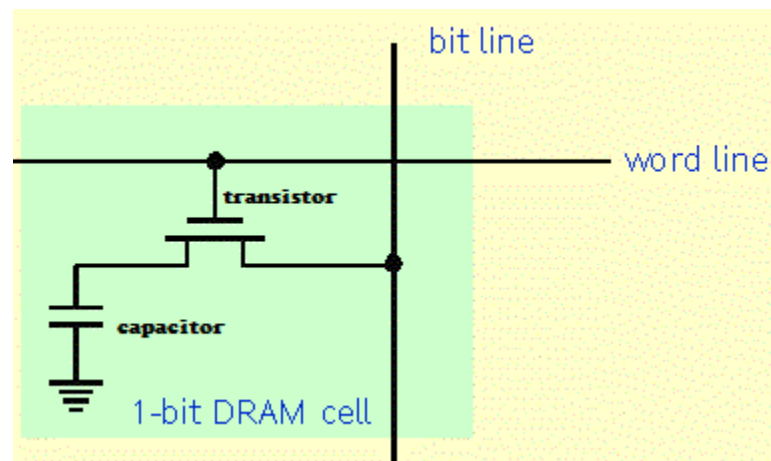 bit line
word line
transistor
capacitor
1-bit DRAM cell